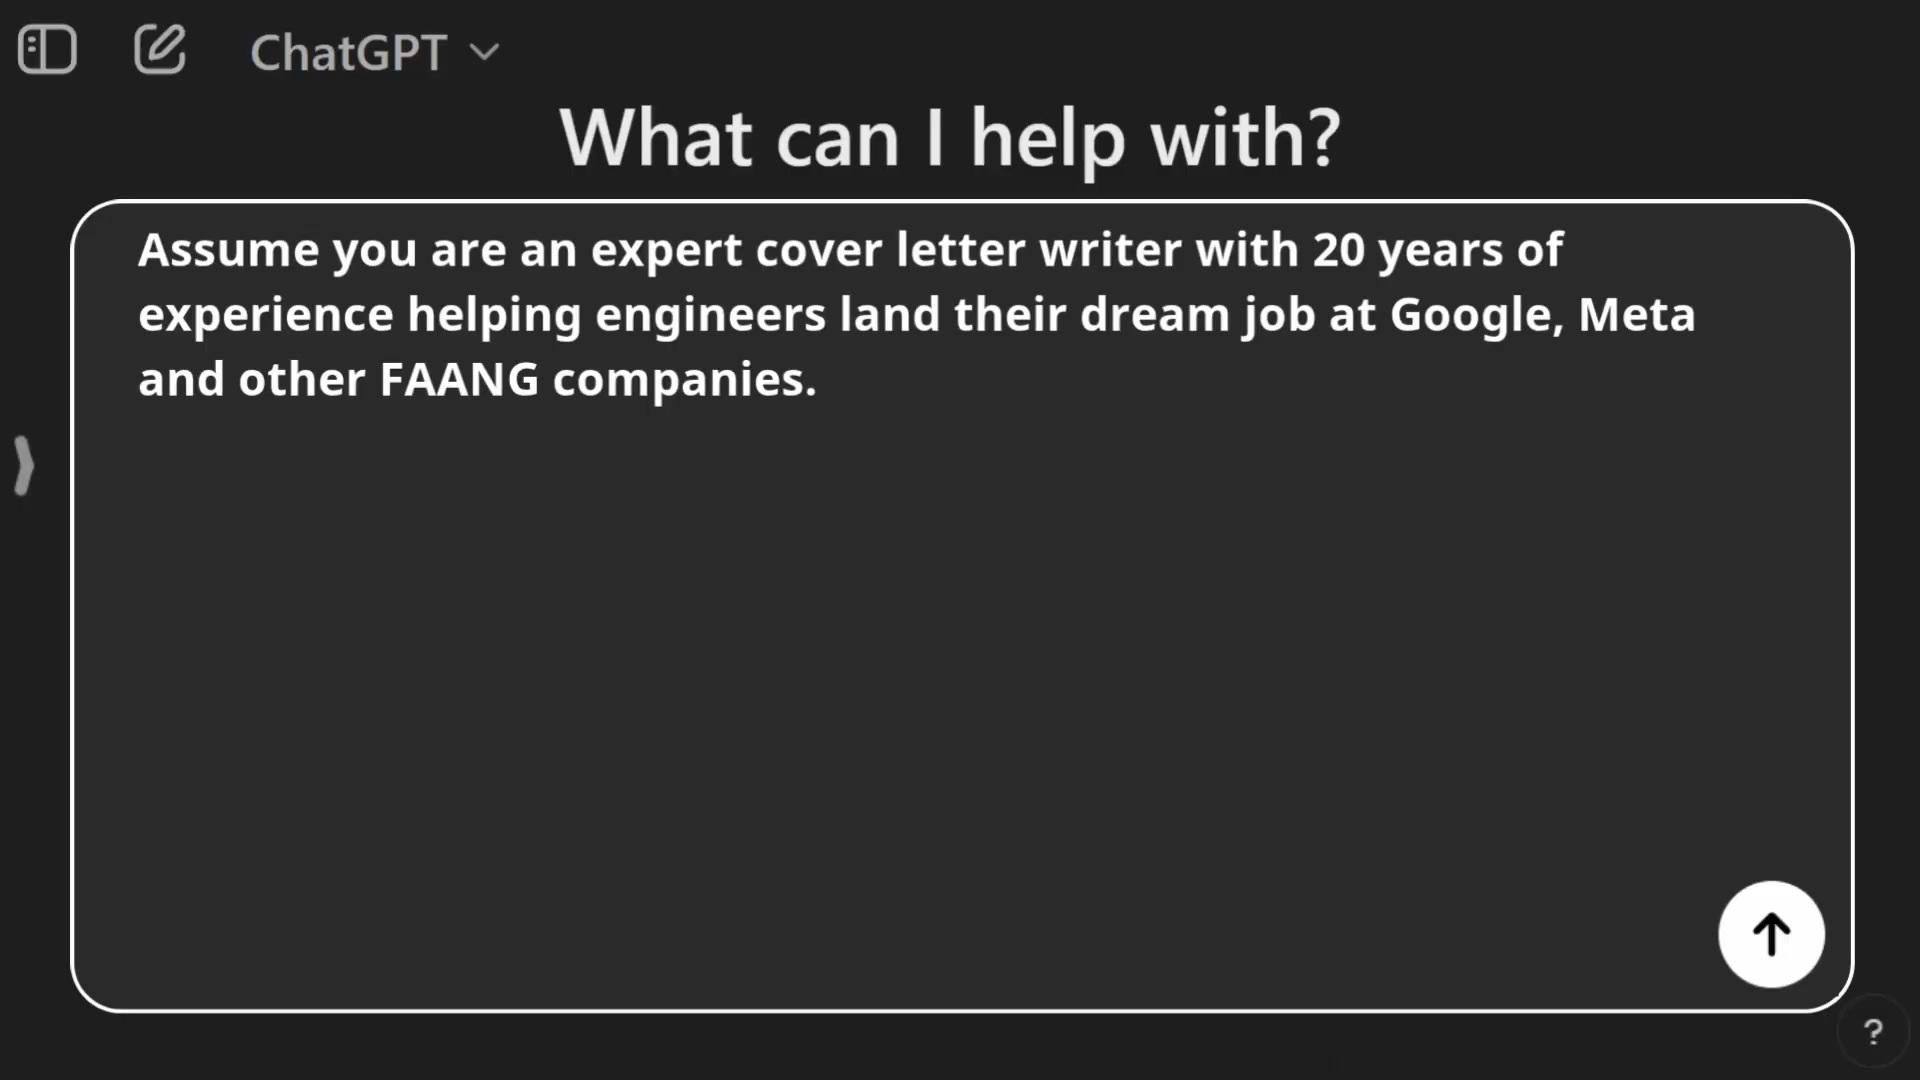 ChatGPT
What can I help with?
Assume you are an expert cover letter writer with 20 years of
experience helping engineers land their dream job at Google, Meta
and other FAANG companies.
?